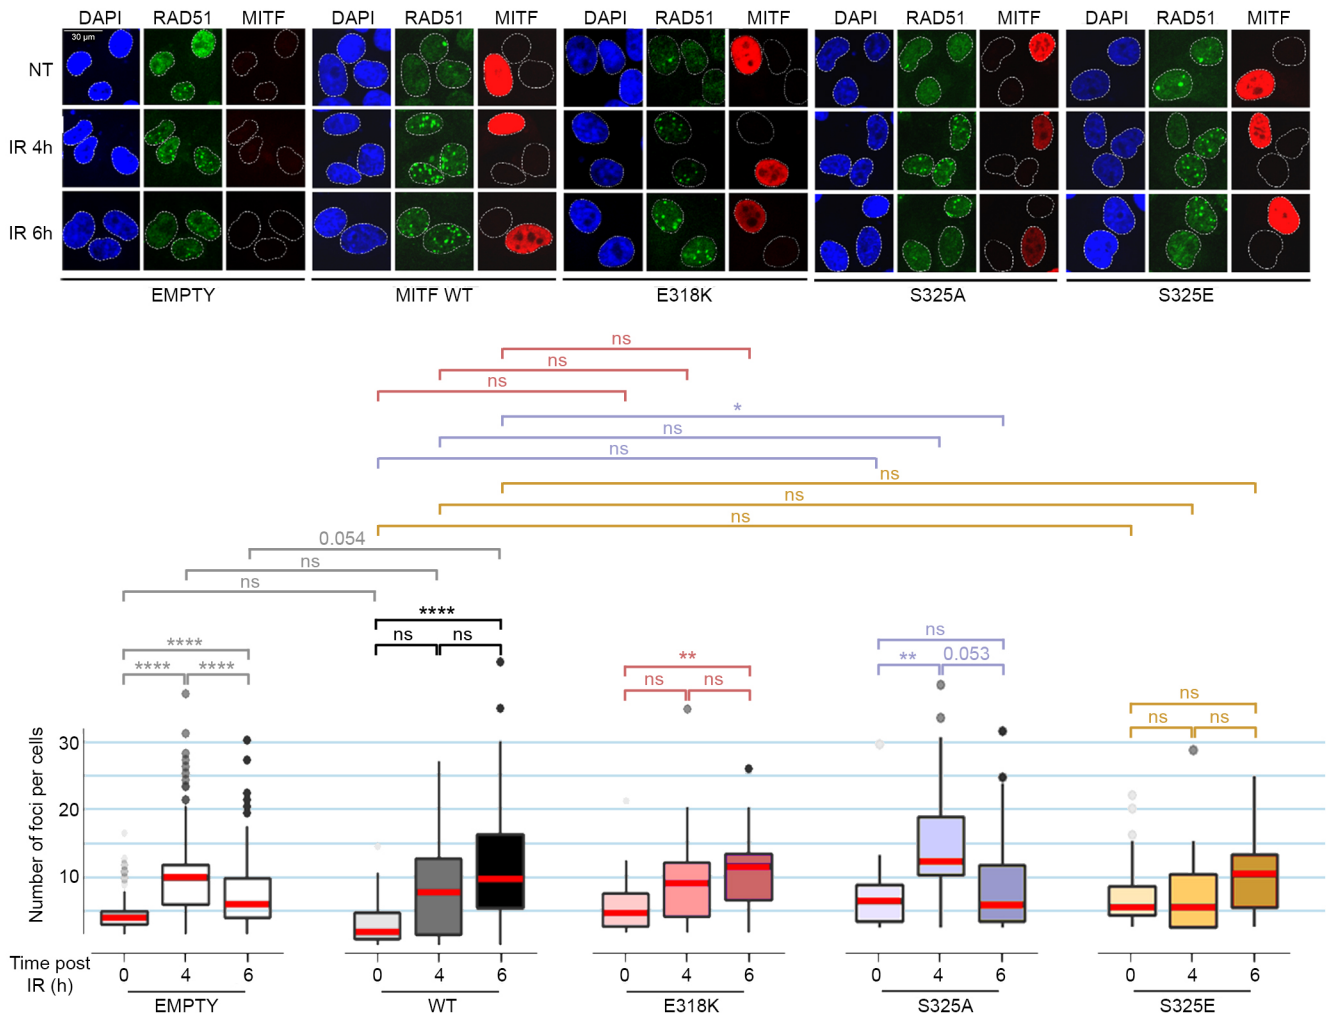 DAPI RAD51 MITF DAPI RAD51 MITF DAPI RAD51 MITF DAPI RAD51 MITF DAPI RAD51 MITF
30 µm
NT
IR 4h
IR 6h
EMPTY MITF WT E318K S325A S325E
ns
ns
ns
*
ns
ns
ns
ns
ns
0.054
ns
ns
****
ns ns
****
**** ****
**
ns ns
ns
** 0.053
ns
ns ns
Number of foci per cells
30
20
10
Time post
IR (h)
0 4 6 0 4 6 0 4 6 0 4 6 0 4 6
EMPTY WT E318K S325A S325E